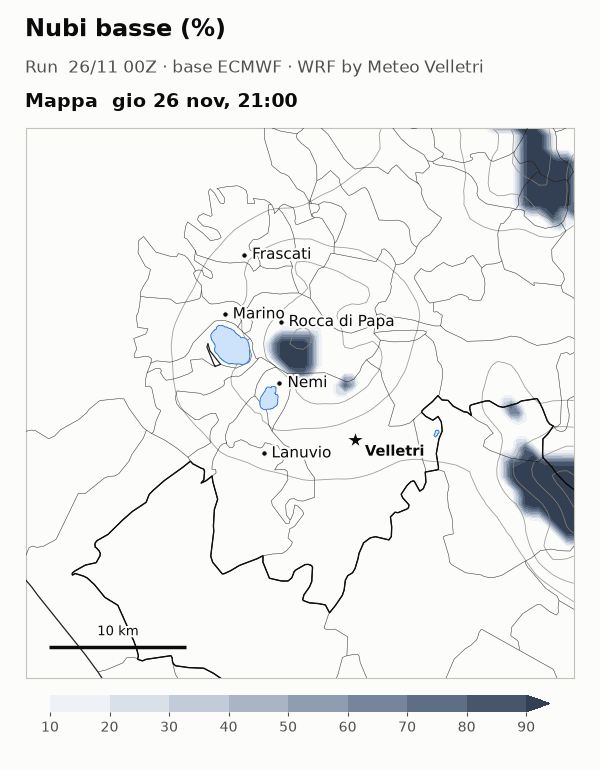 Nubi basse (%)
Run  26/11 00Z · base ECMWF · WRF by Meteo Velletri
Mappa  gio 26 nov, 21:00
Frascati
Marino
Rocca di Papa
Nemi
Velletri
Lanuvio
10 km
10 20 30 40 50 60 70 80 90